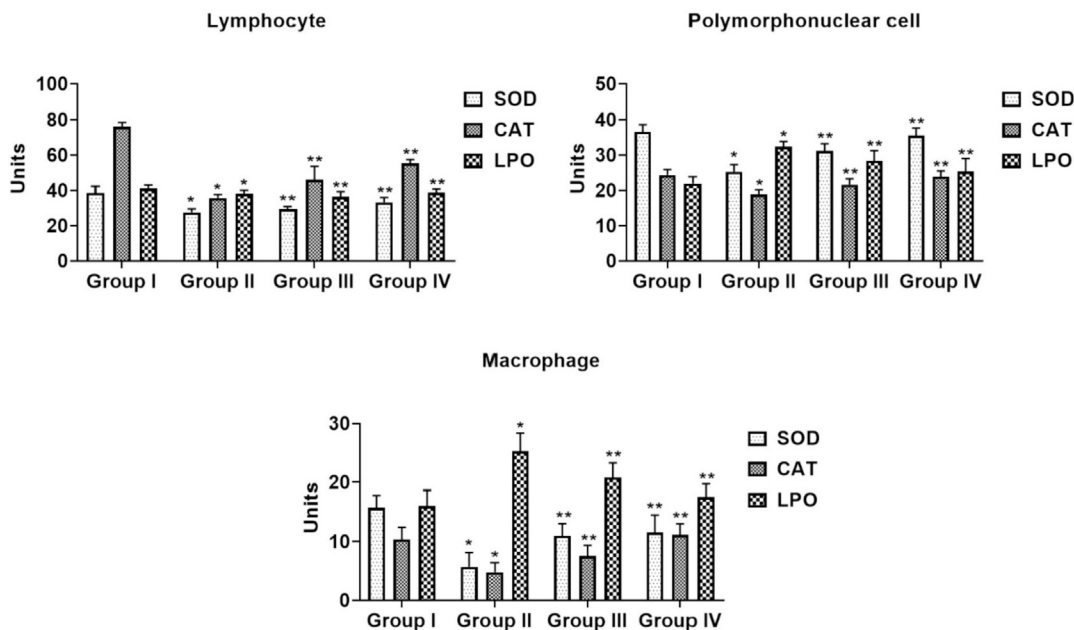 Lymphocyte
Units
100
80
60
40
20
0
* * *
** ** **
** ** **
Group I Group II Group III Group IV
SOD
CAT
LPO
Polymorphonuclear cell
Units
50
40
30
20
10
0
* * *
** ** **
** ** **
Group I Group II Group III Group IV
SOD
CAT
LPO
Macrophage
Units
30
20
10
0
* * *
** ** **
** ** **
Group I Group II Group III Group IV
SOD
CAT
LPO